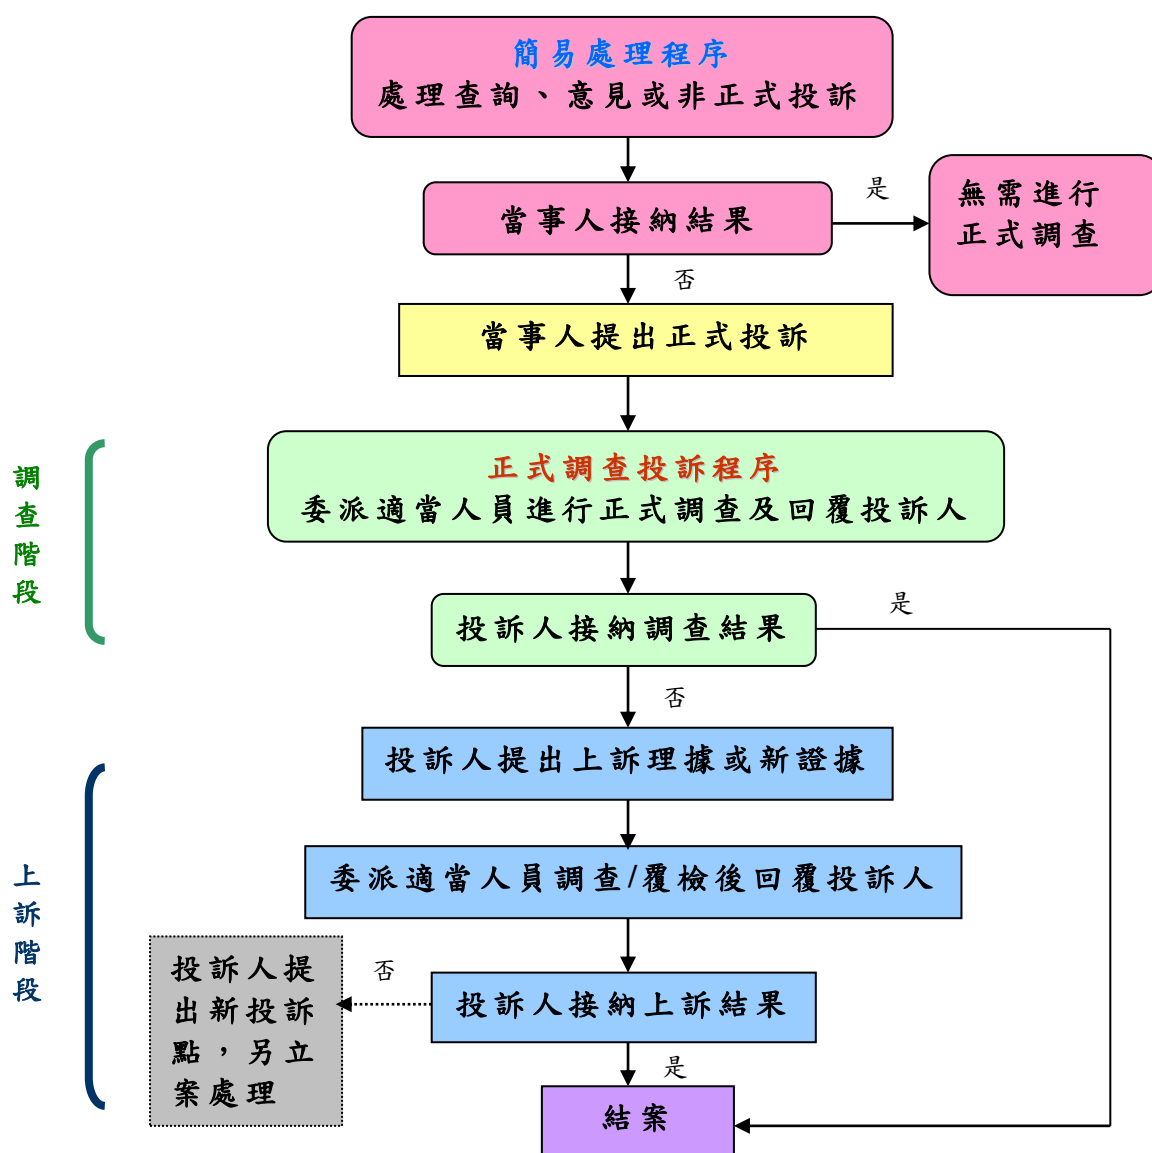 簡易處理程序
處理查詢、意見或非正式投訴
當事人接納結果
是
無需進行
正式調查
否
當事人提出正式投訴
調
查
階
段
正式調查投訴程序
委派適當人員進行正式調查及回覆投訴人
投訴人接納調查結果
是
否
投訴人提出上訴理據或新證據
上
訴
階
段
委派適當人員調查/覆檢後回覆投訴人
投訴人接納上訴結果
否
投訴人提
出新投訴
點，另立
案處理
是
結案